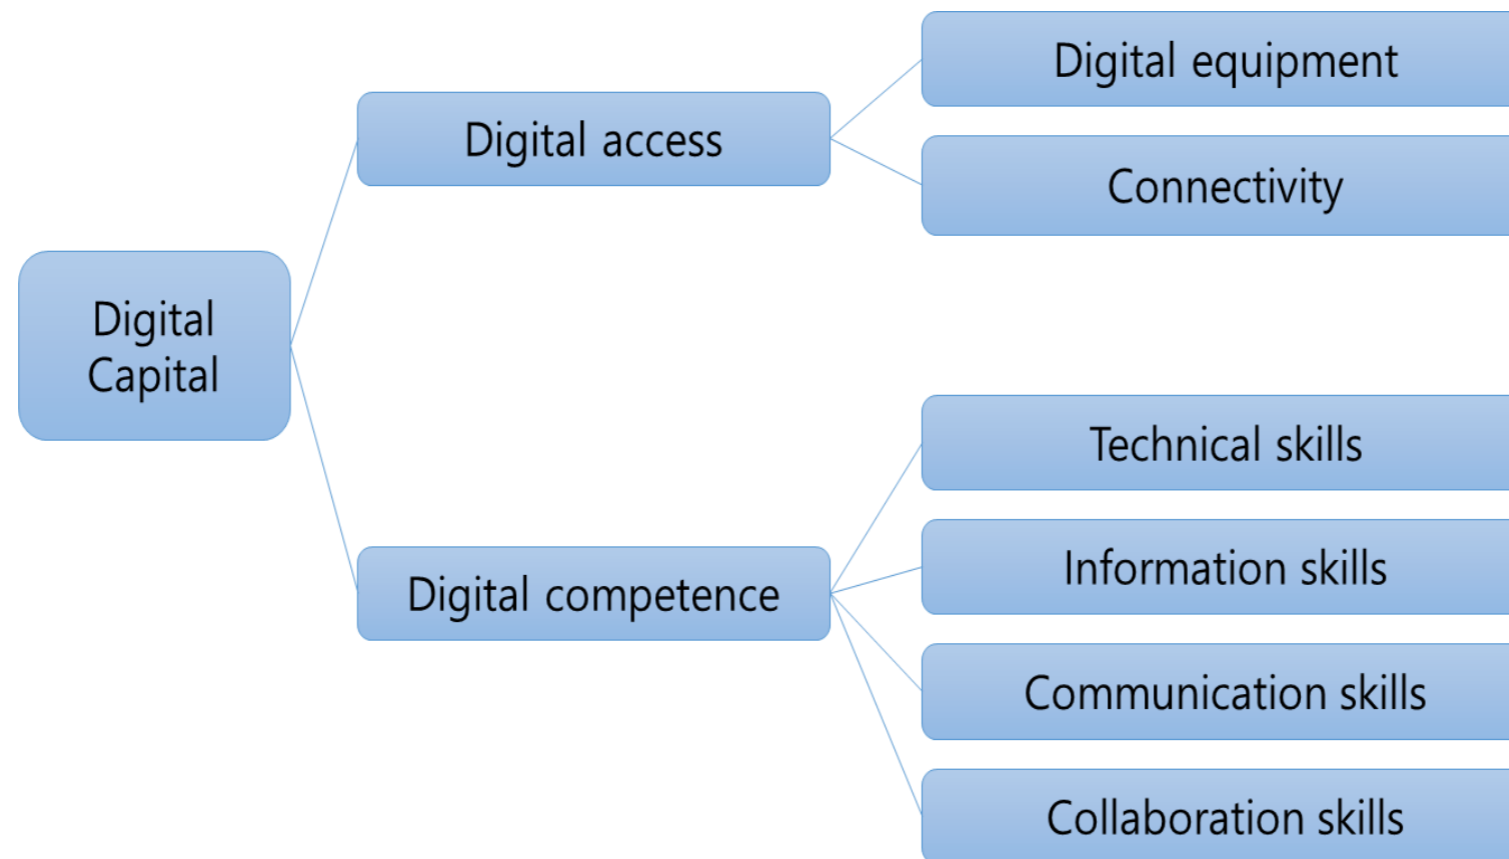 Digital equipment
Digital access
Connectivity
Digital
Capital
Technical skills
Information skills
Digital competence
Communication skills
Collaboration skills